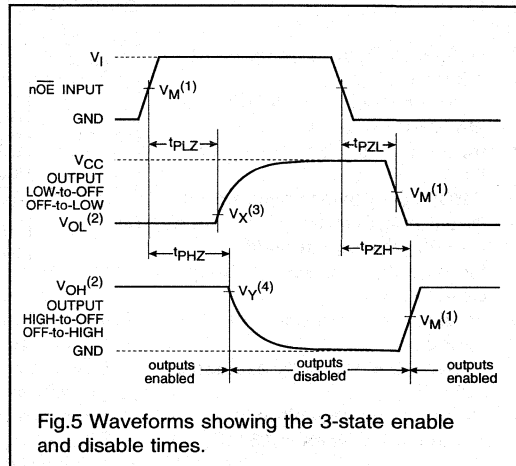 V_I
nOE INPUT
V_M(1)
GND
t_PLZ
t_PZL
V_CC
OUTPUT
LOW-to-OFF
OFF-to-LOW
V_M(1)
V_OL(2)
V_X(3)
t_PHZ
t_PZH
V_OH(2)
V_Y(4)
OUTPUT
HIGH-to-OFF
OFF-to-HIGH
V_M(1)
GND
outputs
enabled
outputs
disabled
outputs
enabled
Fig.5 Waveforms showing the 3-state enable
and disable times.